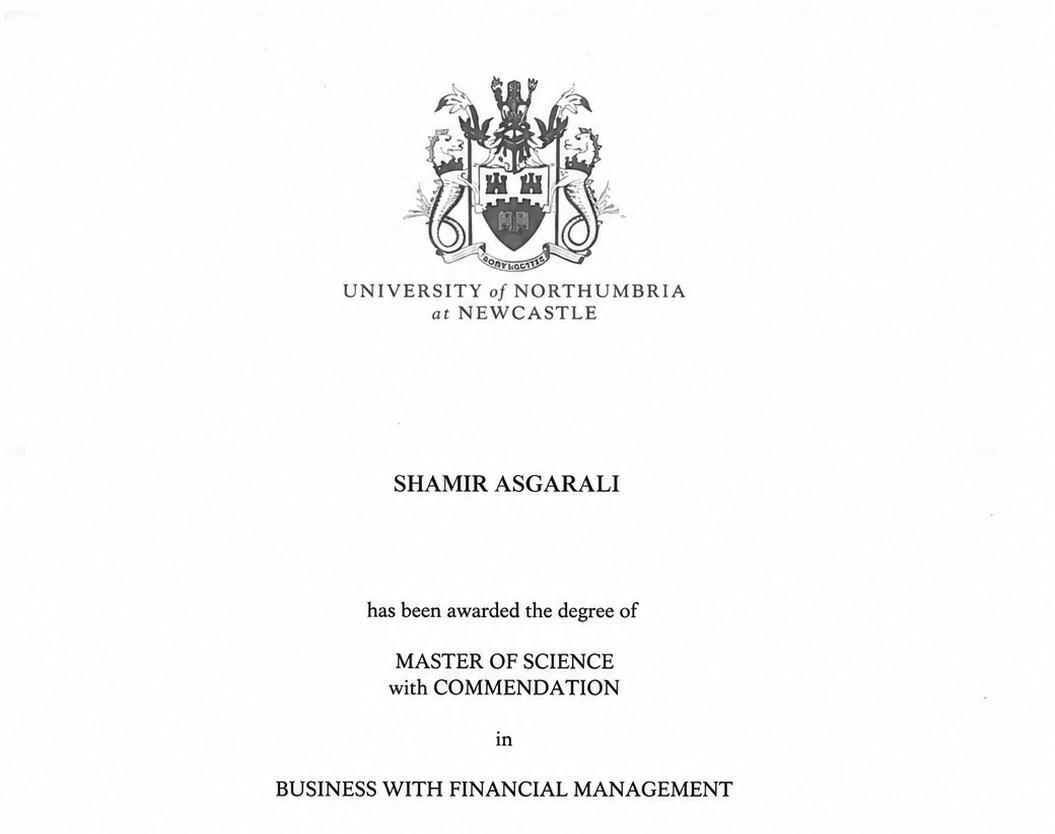 UNIVERSITY of NORTHUMBRIA
at NEWCASTLE
SHAMIR ASGARALI
has been awarded the degree of
MASTER OF SCIENCE
with COMMENDATION
in
BUSINESS WITH FINANCIAL MANAGEMENT